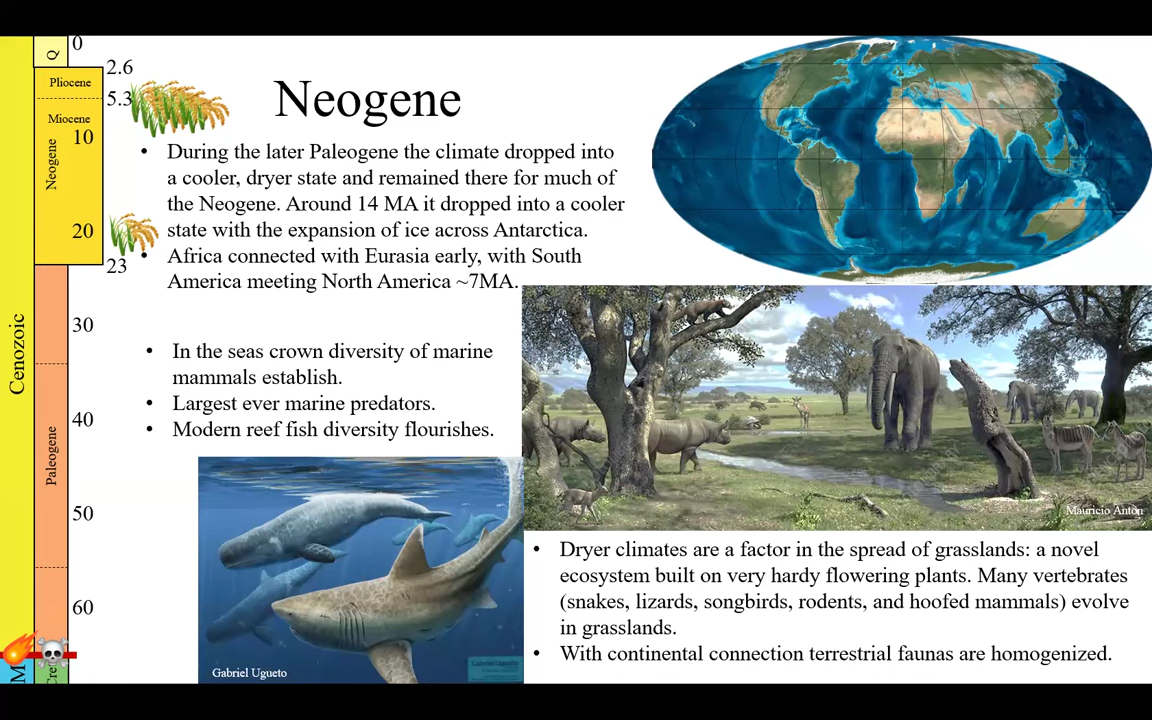 Q
0
2.6
Pliocene
5.3
Miocene
10
Neogene
20
23
Cenozoic
30
40
Paleogene
50
60
M
Cre
Neogene
• During the later Paleogene the climate dropped into
a cooler, dryer state and remained there for much of
the Neogene. Around 14 MA it dropped into a cooler
state with the expansion of ice across Antarctica.
• Africa connected with Eurasia early, with South
America meeting North America ~7MA.
• In the seas crown diversity of marine
mammals establish.
• Largest ever marine predators.
• Modern reef fish diversity flourishes.
Gabriel Ugueto
Gabriel Ugueto
Mauricio Antón
• Dryer climates are a factor in the spread of grasslands: a novel
ecosystem built on very hardy flowering plants. Many vertebrates
(snakes, lizards, songbirds, rodents, and hoofed mammals) evolve
in grasslands.
• With continental connection terrestrial faunas are homogenized.